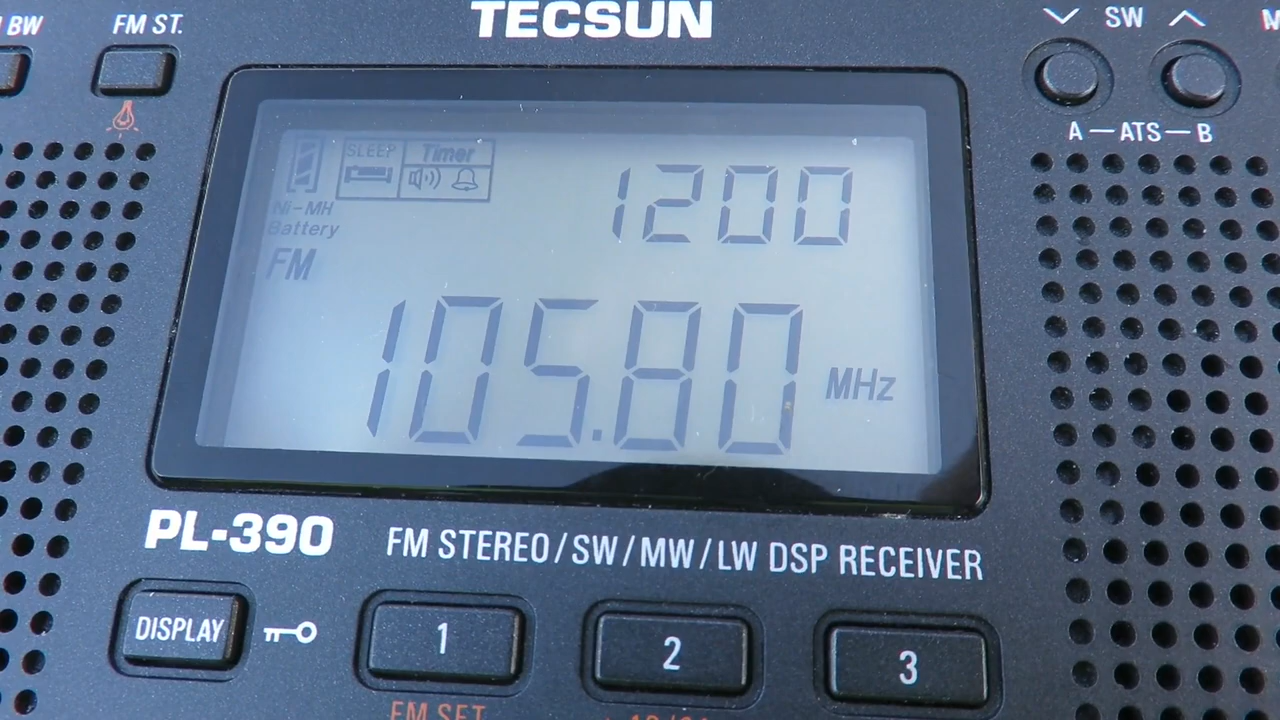 BW
FM ST.
TECSUN
SW
A — ATS — B
SLEEP
Timer
Ni-MH
Battery
1200
FM
105.80 MHz
PL-390
FM STEREO/SW/MW/LW DSP RECEIVER
DISPLAY
1
2
3
FM SET